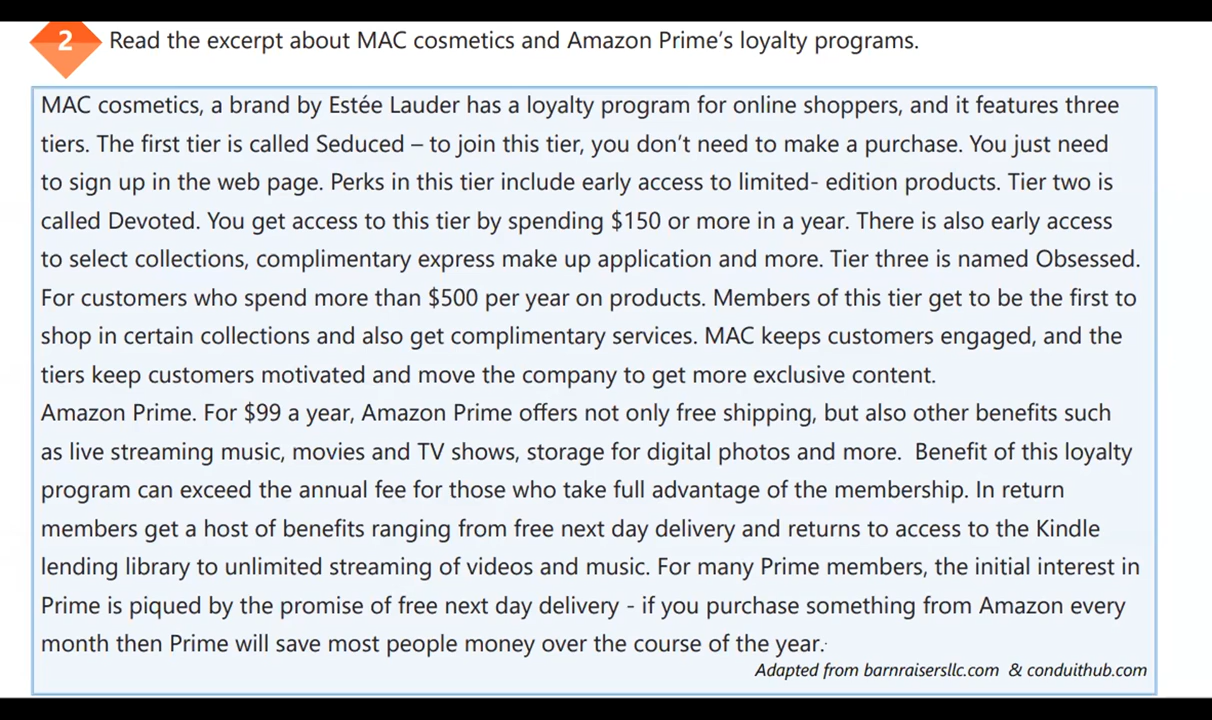 2
Read the excerpt about MAC cosmetics and Amazon Prime’s loyalty programs.
MAC cosmetics, a brand by Estée Lauder has a loyalty program for online shoppers, and it features three
tiers. The first tier is called Seduced – to join this tier, you don’t need to make a purchase. You just need
to sign up in the web page. Perks in this tier include early access to limited- edition products. Tier two is
called Devoted. You get access to this tier by spending $150 or more in a year. There is also early access
to select collections, complimentary express make up application and more. Tier three is named Obsessed.
For customers who spend more than $500 per year on products. Members of this tier get to be the first to
shop in certain collections and also get complimentary services. MAC keeps customers engaged, and the
tiers keep customers motivated and move the company to get more exclusive content.
Amazon Prime. For $99 a year, Amazon Prime offers not only free shipping, but also other benefits such
as live streaming music, movies and TV shows, storage for digital photos and more.  Benefit of this loyalty
program can exceed the annual fee for those who take full advantage of the membership. In return
members get a host of benefits ranging from free next day delivery and returns to access to the Kindle
lending library to unlimited streaming of videos and music. For many Prime members, the initial interest in
Prime is piqued by the promise of free next day delivery - if you purchase something from Amazon every
month then Prime will save most people money over the course of the year.
Adapted from barnraisersllc.com  & conduithub.com